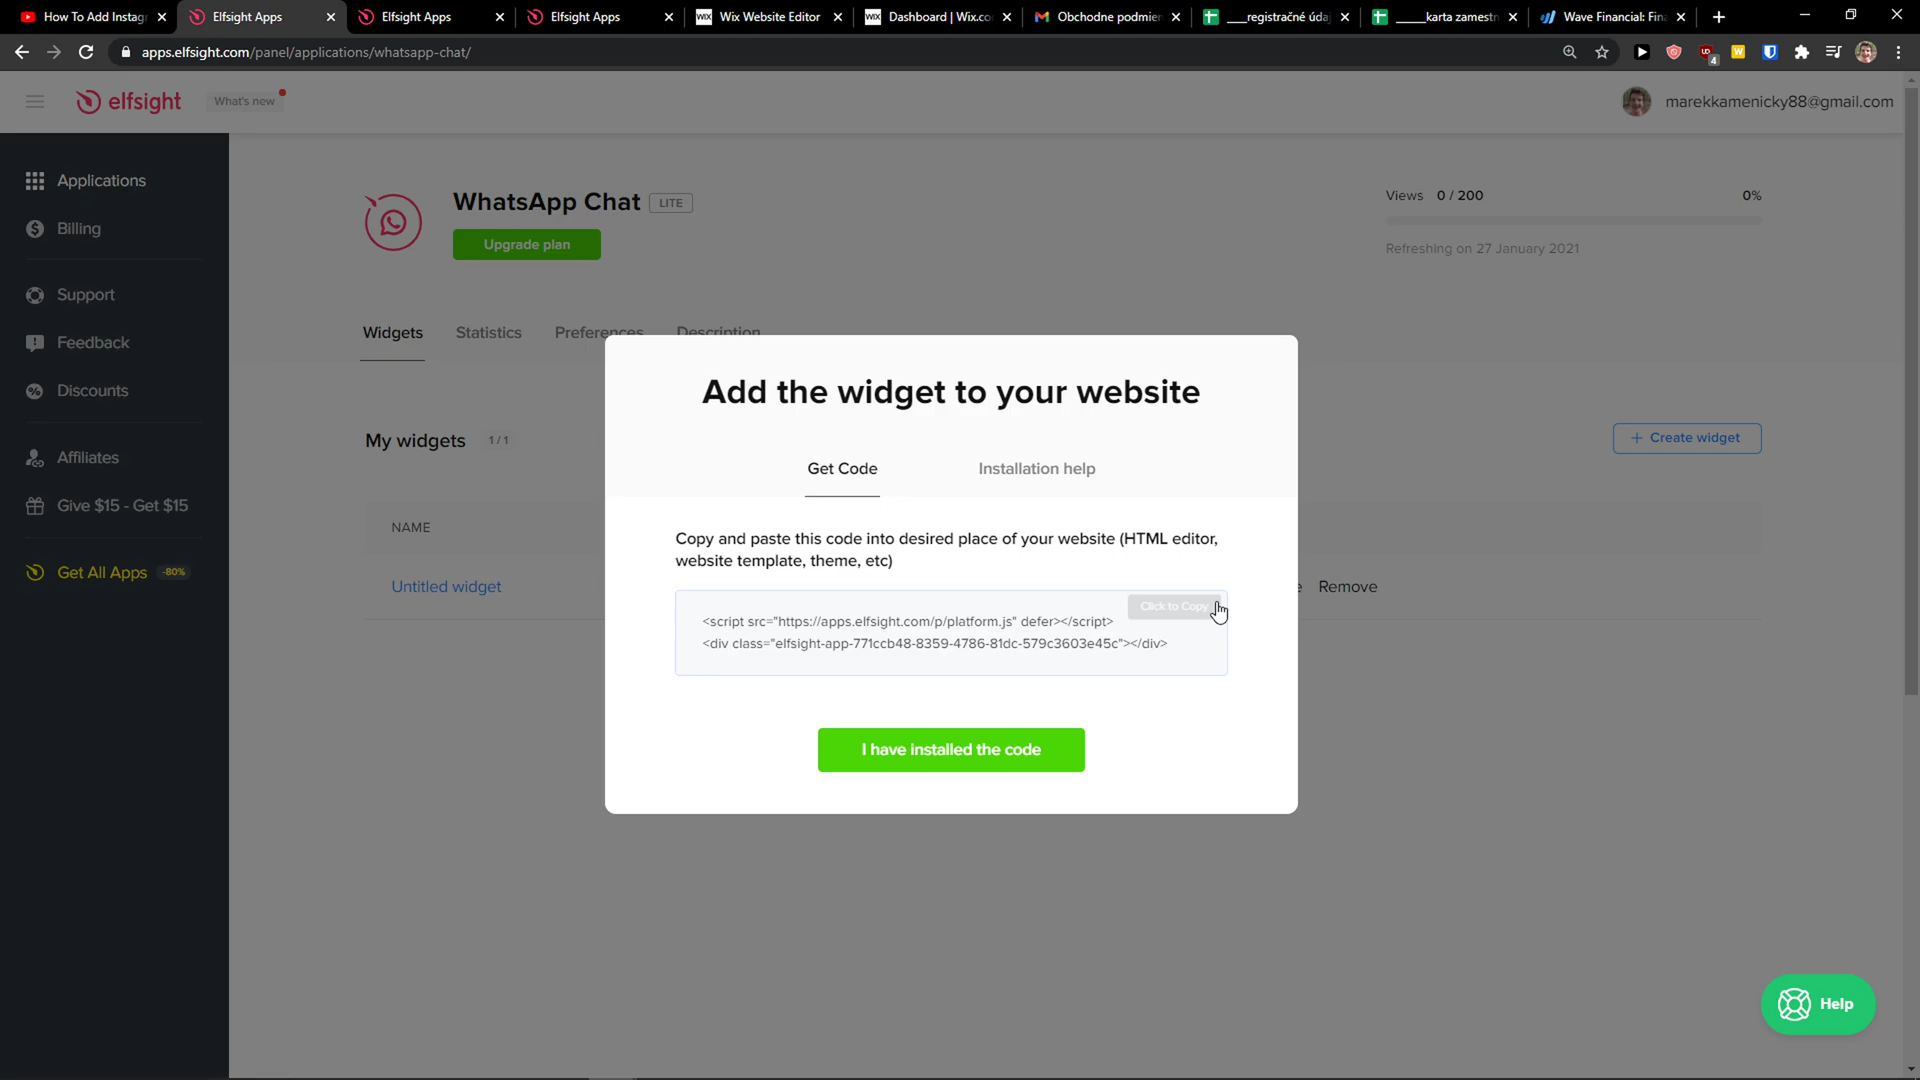 How To Add Instag
Elfsight Apps
Elfsight Apps
Elfsight Apps
WIX Wix Website Editor
WIX Dashboard | Wix.co
Obchodne podmien
___registračné úda
____karta zamestn
Wave Financial: Fin
apps.elfsight.com/panel/applications/whatsapp-chat/
4
W
elfsight
What's new
marekkamenicky88@gmail.com
Applications
Billing
Support
Feedback
Discounts
Affiliates
Give $15 - Get $15
Get All Apps -80%
WhatsApp Chat LITE
Upgrade plan
Views 0 / 200 0%
Refreshing on 27 January 2021
Widgets Statistics Preferences Description
My widgets 1/1
+ Create widget
NAME
Untitled widget
Remove
Add the widget to your website
Get Code Installation help
Copy and paste this code into desired place of your website (HTML editor,
website template, theme, etc)
Click to Copy
<script src="https://apps.elfsight.com/p/platform.js" defer></script>
<div class="elfsight-app-771ccb48-8359-4786-81dc-579c3603e45c"></div>
I have installed the code
Help